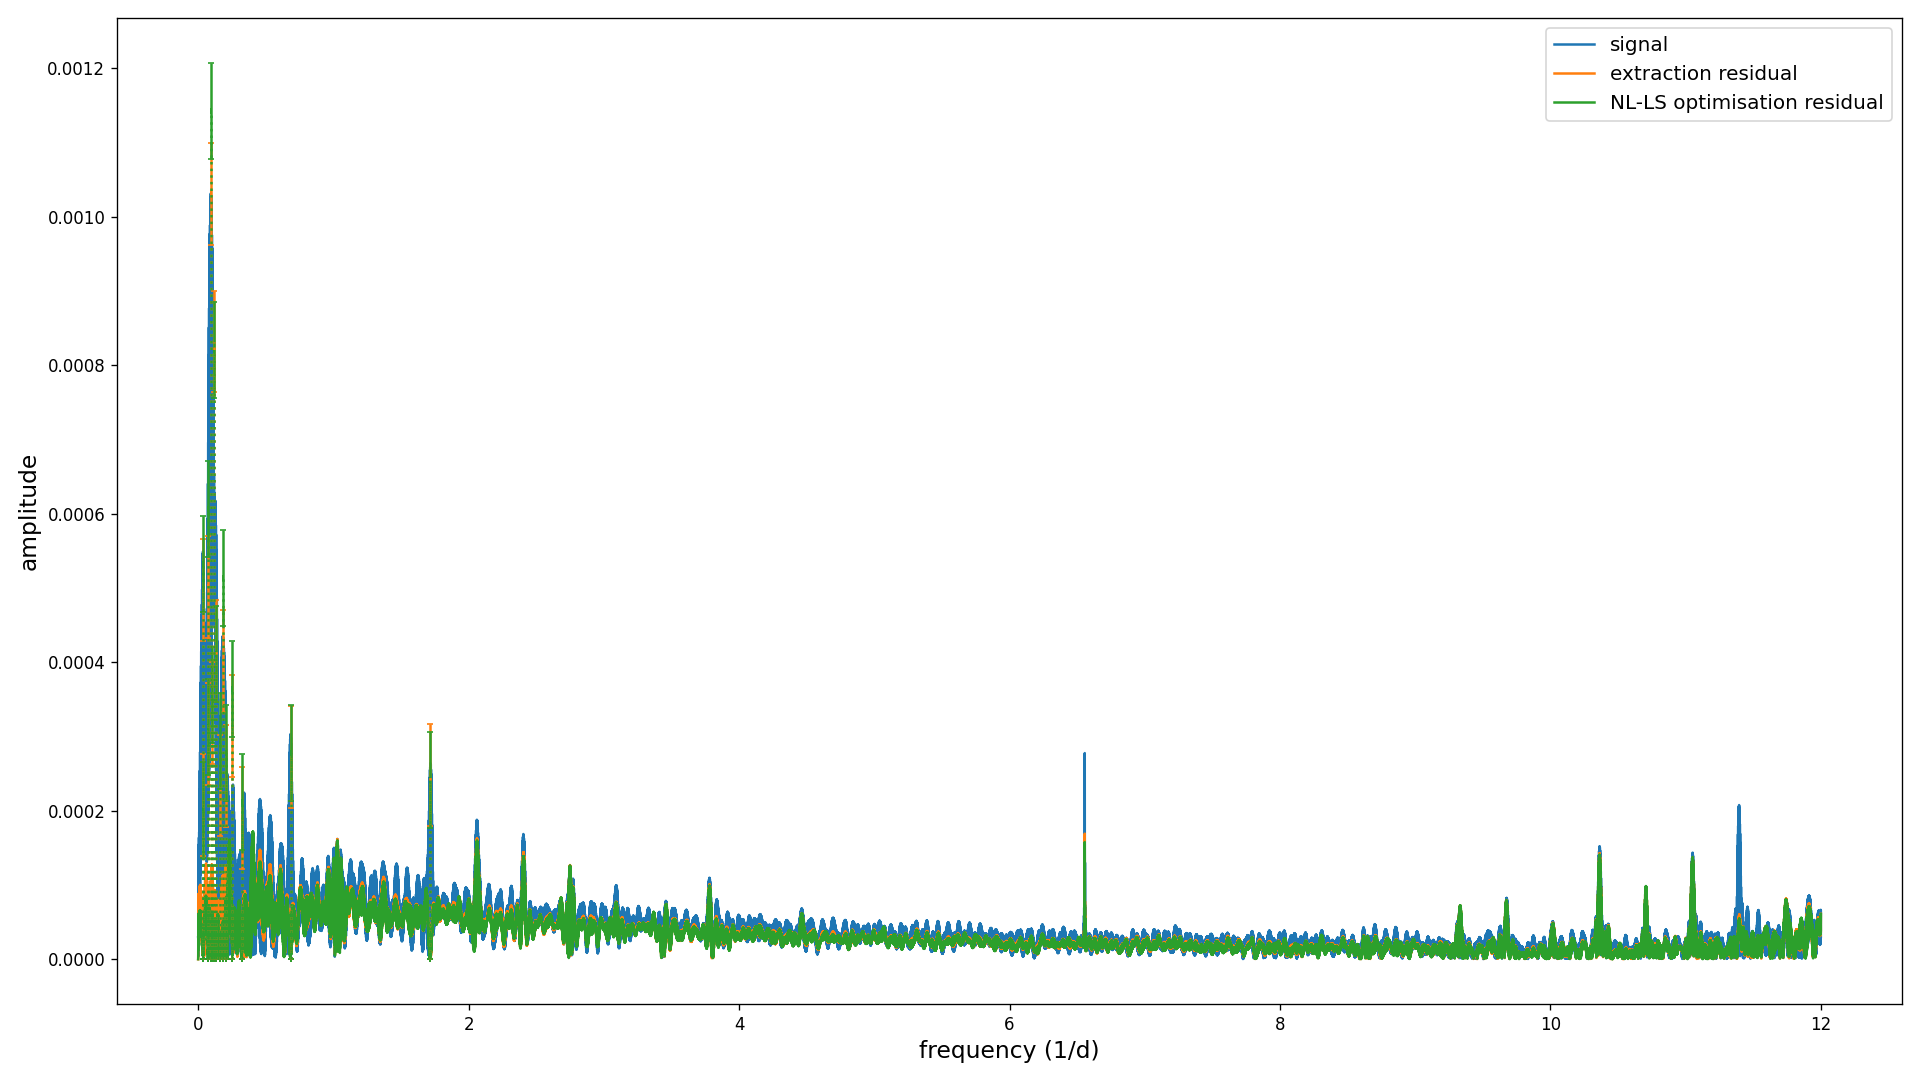 signal
extraction residual
NL-LS optimisation residual
0.0012
0.0010
0.0008
0.0006
0.0004
0.0002
0.0000
amplitude
0 2 4 6 8 10 12
frequency (1/d)